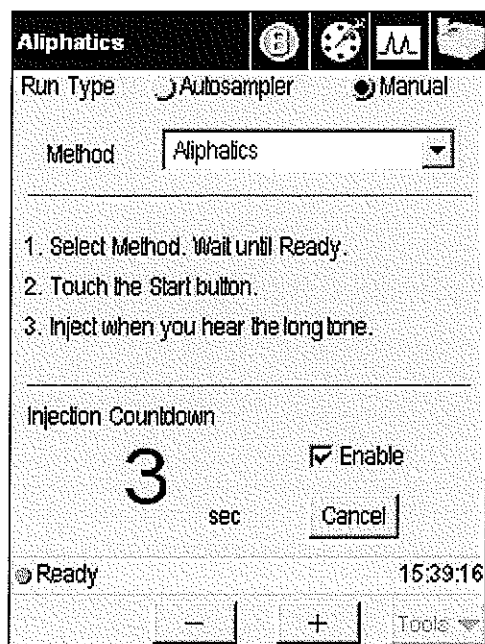 Aliphatics
Run Type Autosampler Manual
Method Aliphatics
1. Select Method. Wait until Ready.
2. Touch the Start button.
3. Inject when you hear the long tone.
Injection Countdown
3 sec
Enable
Cancel
Ready 15:39:16
− + Tools